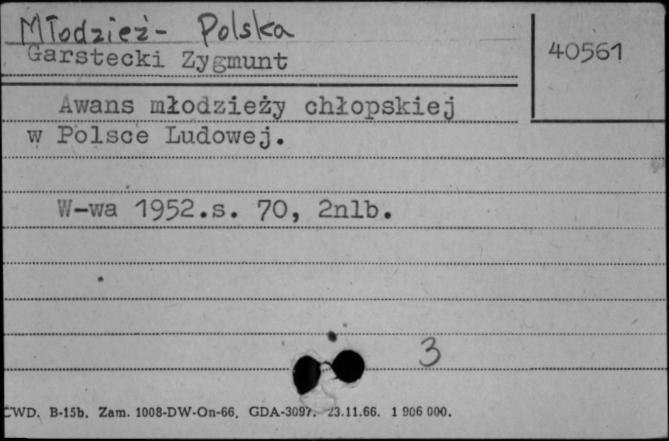 Młodzież - Polska
Garstecki Zygmunt
40561
Awans młodzieży chłopskiej
w Polsce Ludowej.
W-wa 1952.s. 70, 2nlb.
3
CWD. B-15b. Zam. 1008-DW-On-66. GDA-3097. 23.11.66. 1 906 000.